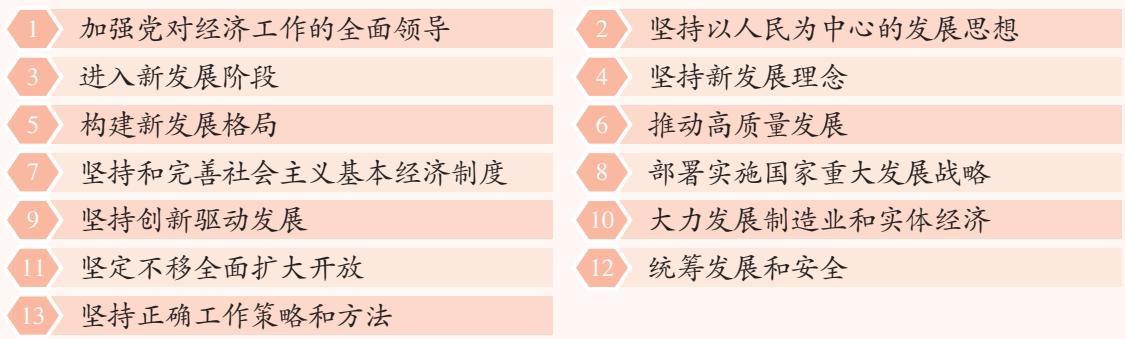 1 加强党对经济工作的全面领导
2 坚持以人民为中心的发展思想
3 进入新发展阶段
4 坚持新发展理念
5 构建新发展格局
6 推动高质量发展
7 坚持和完善社会主义基本经济制度
8 部署实施国家重大发展战略
9 坚持创新驱动发展
10 大力发展制造业和实体经济
11 坚定不移全面扩大开放
12 统筹发展和安全
13 坚持正确工作策略和方法